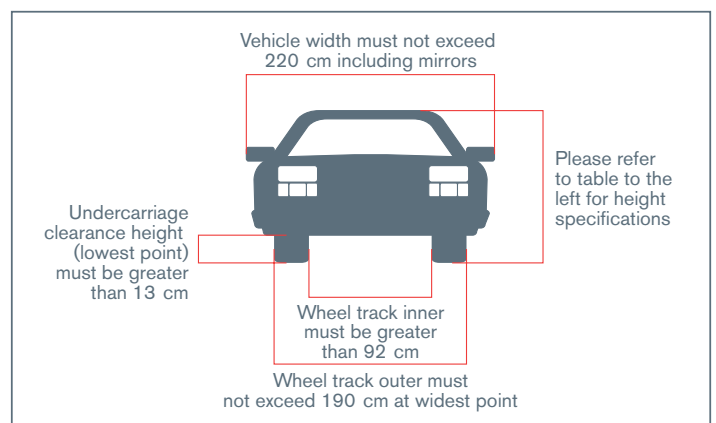 Vehicle width must not exceed
220 cm including mirrors
Please refer
to table to the
left for height
specifications
Undercarriage
clearance height
(lowest point)
must be greater
than 13 cm
Wheel track inner
must be greater
than 92 cm
Wheel track outer must
not exceed 190 cm at widest point